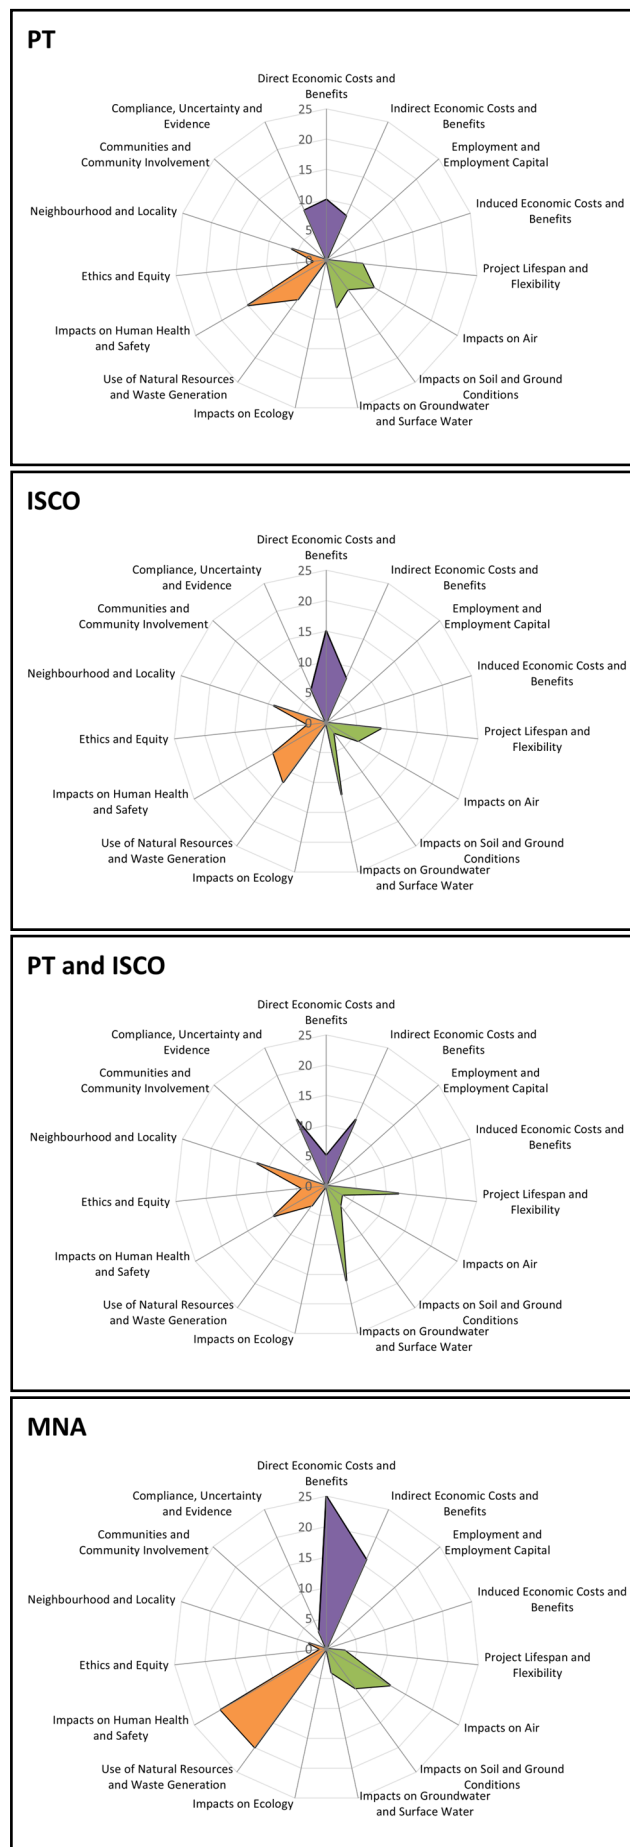 PT
Direct Economic Costs and
Benefits
Compliance, Uncertainty and
Evidence
Indirect Economic Costs and
Benefits
Communities and
Community Involvement
Employment and
Employment Capital
Neighbourhood and Locality
Induced Economic Costs and
Benefits
Ethics and Equity
Project Lifespan and
Flexibility
Impacts on Human Health
and Safety
Impacts on Air
Use of Natural Resources
and Waste Generation
Impacts on Soil and Ground
Conditions
Impacts on Ecology
Impacts on Groundwater
and Surface Water
25
20
15
10
5
0
ISCO
Direct Economic Costs and
Benefits
Compliance, Uncertainty
and Evidence
Indirect Economic Costs and
Benefits
Communities and
Community Involvement
Employment and
Employment Capital
Neighbourhood and Locality
Induced Economic Costs and
Benefits
Ethics and Equity
Project Lifespan and
Flexibility
Impacts on Human Health
and Safety
Impacts on Air
Use of Natural Resources
and Waste Generation
Impacts on Soil and Ground
Conditions
Impacts on Ecology
Impacts on Groundwater
and Surface Water
25
20
15
10
5
0
PT and ISCO
Direct Economic Costs and
Benefits
Compliance, Uncertainty and
Evidence
Indirect Economic Costs and
Benefits
Communities and
Community Involvement
Employment and
Employment Capital
Neighbourhood and Locality
Induced Economic Costs and
Benefits
Ethics and Equity
Project Lifespan and
Flexibility
Impacts on Human Health
and Safety
Impacts on Air
Use of Natural Resources
and Waste Generation
Impacts on Soil and Ground
Conditions
Impacts on Ecology
Impacts on Groundwater
and Surface Water
25
20
15
10
5
0
MNA
Direct Economic Costs and
Benefits
Compliance, Uncertainty
and Evidence
Indirect Economic Costs and
Benefits
Communities and
Community Involvement
Employment and
Employment Capital
Neighbourhood and Locality
Induced Economic Costs and
Benefits
Ethics and Equity
Project Lifespan and
Flexibility
Impacts on Human Health
and Safety
Impacts on Air
Use of Natural Resources
and Waste Generation
Impacts on Soil and Ground
Conditions
Impacts on Ecology
Impacts on Groundwater
and Surface Water
25
20
15
10
5
0